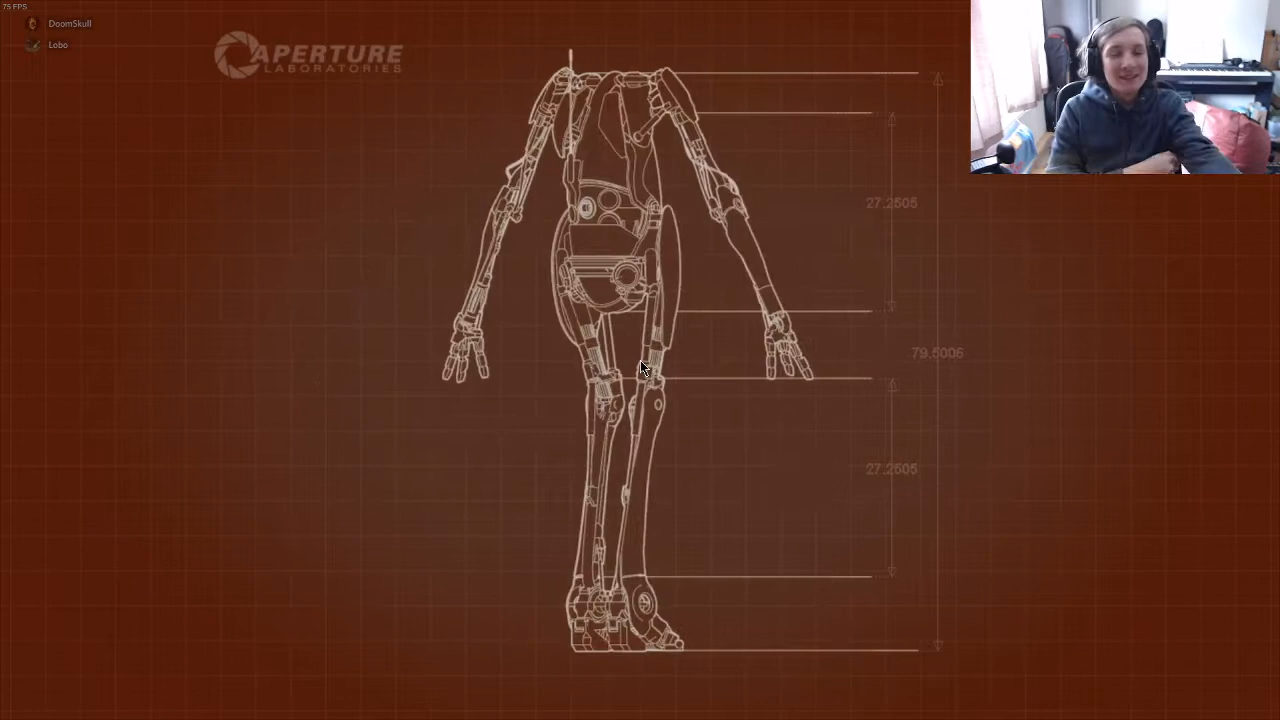 75 FPS
DoomSkull
Lobo
APERTURE
LABORATORIES
27.2505
79.5006
27.2505